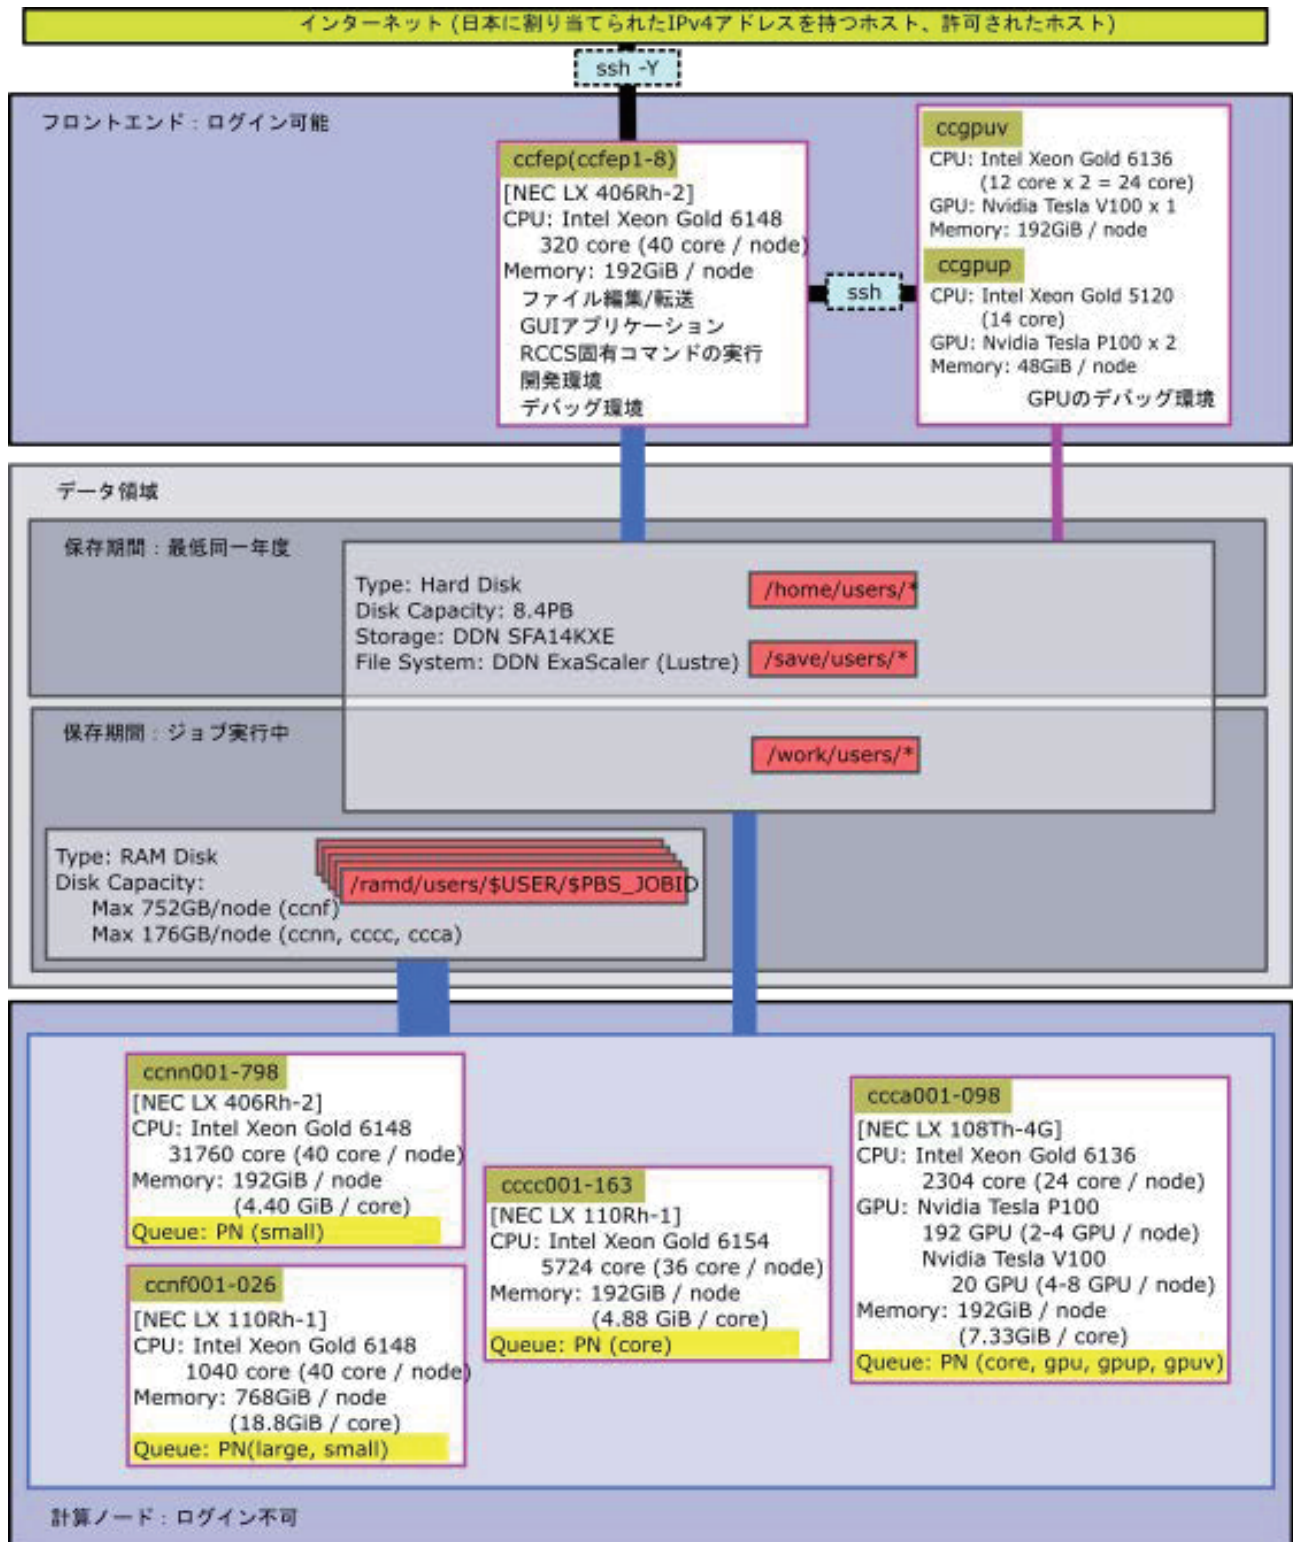 インターネット (日本に割り当てられたIPv4アドレスを持つホスト、許可されたホスト)
ssh -Y
フロントエンド：ログイン可能
ccfep(ccfep1-8)
[NEC LX 406Rh-2]
CPU: Intel Xeon Gold 6148
320 core (40 core / node)
Memory: 192GiB / node
ファイル編集/転送
GUIアプリケーション
RCCS固有コマンドの実行
開発環境
デバッグ環境
ssh
ccgpuv
CPU: Intel Xeon Gold 6136
(12 core x 2 = 24 core)
GPU: Nvidia Tesla V100 x 1
Memory: 192GiB / node
ccgpup
CPU: Intel Xeon Gold 5120
(14 core)
GPU: Nvidia Tesla P100 x 2
Memory: 48GiB / node
GPUのデバッグ環境
データ領域
保存期間：最低同一年度
Type: Hard Disk
Disk Capacity: 8.4PB
Storage: DDN SFA14KXE
File System: DDN ExaScaler (Lustre)
/home/users/*
/save/users/*
保存期間：ジョブ実行中
/work/users/*
Type: RAM Disk
Disk Capacity:
Max 752GB/node (ccnf)
Max 176GB/node (ccnn, cccc, ccca)
/ramd/users/$USER/$PBS_JOBID
ccnn001-798
[NEC LX 406Rh-2]
CPU: Intel Xeon Gold 6148
31760 core (40 core / node)
Memory: 192GiB / node
(4.40 GiB / core)
Queue: PN (small)
ccnf001-026
[NEC LX 110Rh-1]
CPU: Intel Xeon Gold 6148
1040 core (40 core / node)
Memory: 768GiB / node
(18.8GiB / core)
Queue: PN(large, small)
cccc001-163
[NEC LX 110Rh-1]
CPU: Intel Xeon Gold 6154
5724 core (36 core / node)
Memory: 192GiB / node
(4.88 GiB / core)
Queue: PN (core)
ccca001-098
[NEC LX 108Th-4G]
CPU: Intel Xeon Gold 6136
2304 core (24 core / node)
GPU: Nvidia Tesla P100
192 GPU (2-4 GPU / node)
Nvidia Tesla V100
20 GPU (4-8 GPU / node)
Memory: 192GiB / node
(7.33GiB / core)
Queue: PN (core, gpu, gpup, gpuv)
計算ノード：ログイン不可